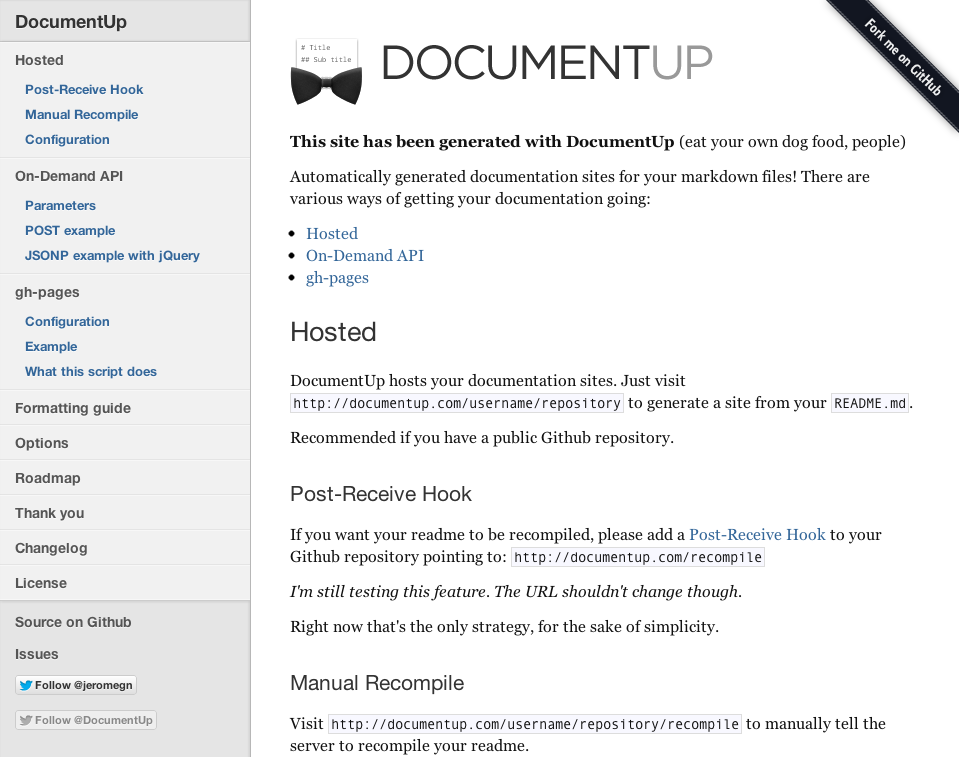 DocumentUp
Hosted
Post-Receive Hook
Manual Recompile
Configuration
On-Demand API
Parameters
POST example
JSONP example with jQuery
gh-pages
Configuration
Example
What this script does
Formatting guide
Options
Roadmap
Thank you
Changelog
License
Source on Github
Issues
Follow @jeromegn
Follow @DocumentUp
# Title
## Sub title
DOCUMENTUP
Fork me on GitHub
This site has been generated with DocumentUp (eat your own dog food, people)
Automatically generated documentation sites for your markdown files! There are
various ways of getting your documentation going:
Hosted
On-Demand API
gh-pages
Hosted
DocumentUp hosts your documentation sites. Just visit
http://documentup.com/username/repository to generate a site from your README.md.
Recommended if you have a public Github repository.
Post-Receive Hook
If you want your readme to be recompiled, please add a Post-Receive Hook to your
Github repository pointing to: http://documentup.com/recompile
I'm still testing this feature. The URL shouldn't change though.
Right now that's the only strategy, for the sake of simplicity.
Manual Recompile
Visit http://documentup.com/username/repository/recompile to manually tell the
server to recompile your readme.